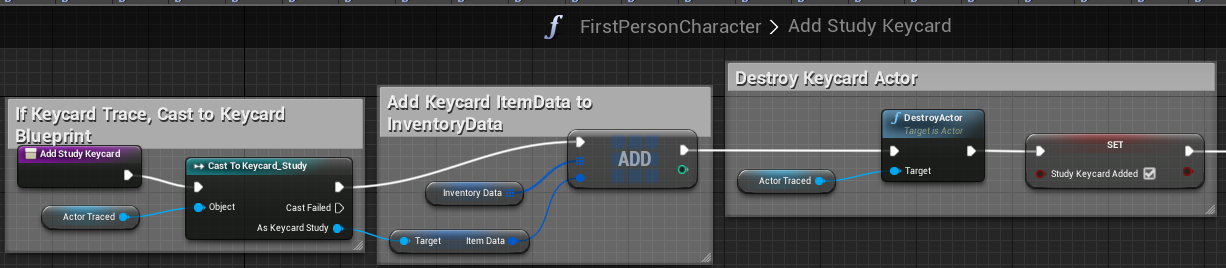 f FirstPersonCharacter > Add Study Keycard
If Keycard Trace, Cast to Keycard
Blueprint
Add Study Keycard
Cast To Keycard_Study
Object
Cast Failed
As Keycard Study
Actor Traced
Add Keycard ItemData to
InventoryData
ADD
Inventory Data
Target Item Data
Destroy Keycard Actor
f DestroyActor
Target is Actor
Target
Actor Traced
SET
Study Keycard Added